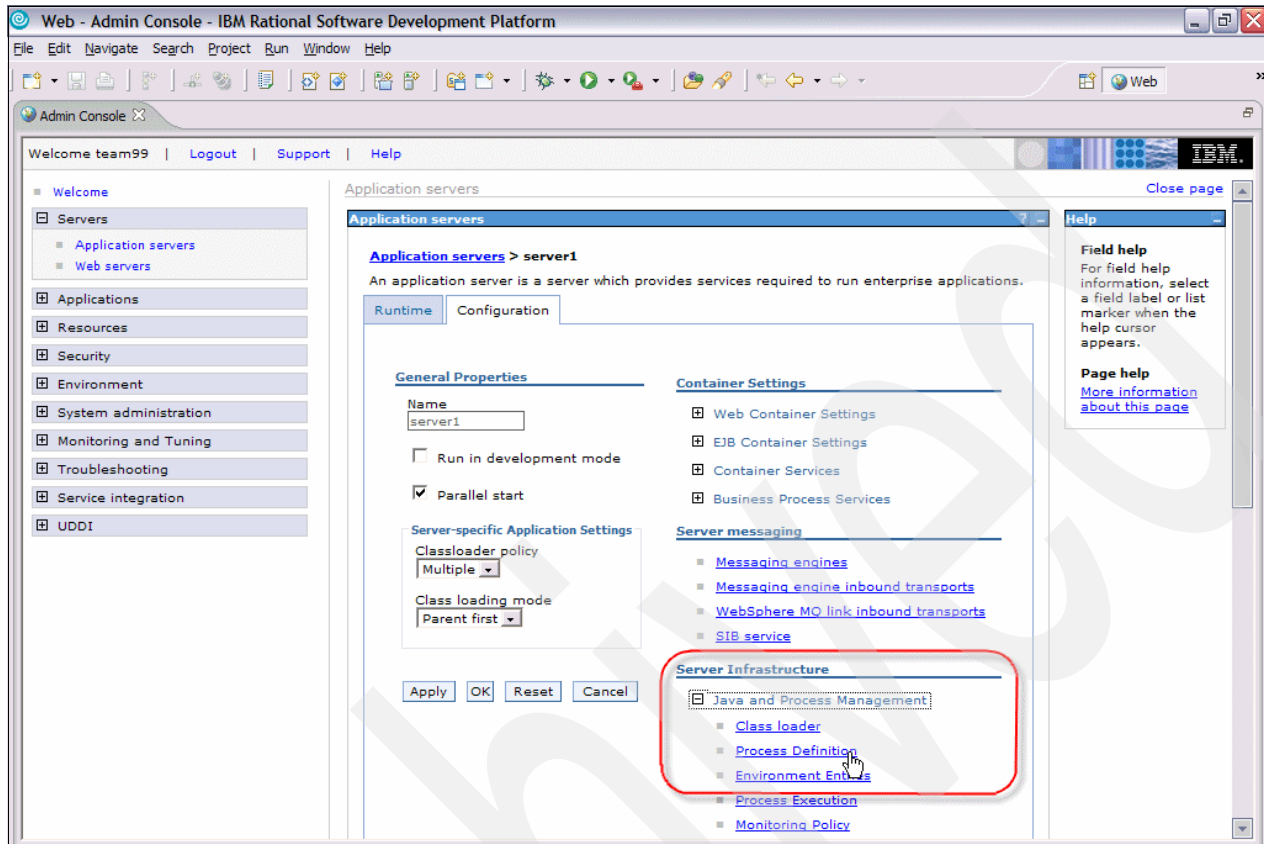 Web - Admin Console - IBM Rational Software Development Platform
File Edit Navigate Search Project Run Window Help
Web
»
Admin Console
Welcome team99 | Logout | Support | Help
IBM.
Welcome
Servers
Application servers
Web servers
Applications
Resources
Security
Environment
System administration
Monitoring and Tuning
Troubleshooting
Service integration
UDDI
Application servers
Close page
Application servers
? -
Application servers > server1
An application server is a server which provides services required to run enterprise applications.
Runtime
Configuration
General Properties
Name
server1
Run in development mode
Parallel start
Server-specific Application Settings
Classloader policy
Multiple
Class loading mode
Parent first
Apply OK Reset Cancel
Container Settings
Web Container Settings
EJB Container Settings
Container Services
Business Process Services
Server messaging
Messaging engines
Messaging engine inbound transports
WebSphere MQ link inbound transports
SIB service
Server Infrastructure
Java and Process Management
Class loader
Process Definition
Environment Entries
Process Execution
Monitoring Policy
Help
Field help
For field help
information, select
a field label or list
marker when the
help cursor
appears.
Page help
More information
about this page